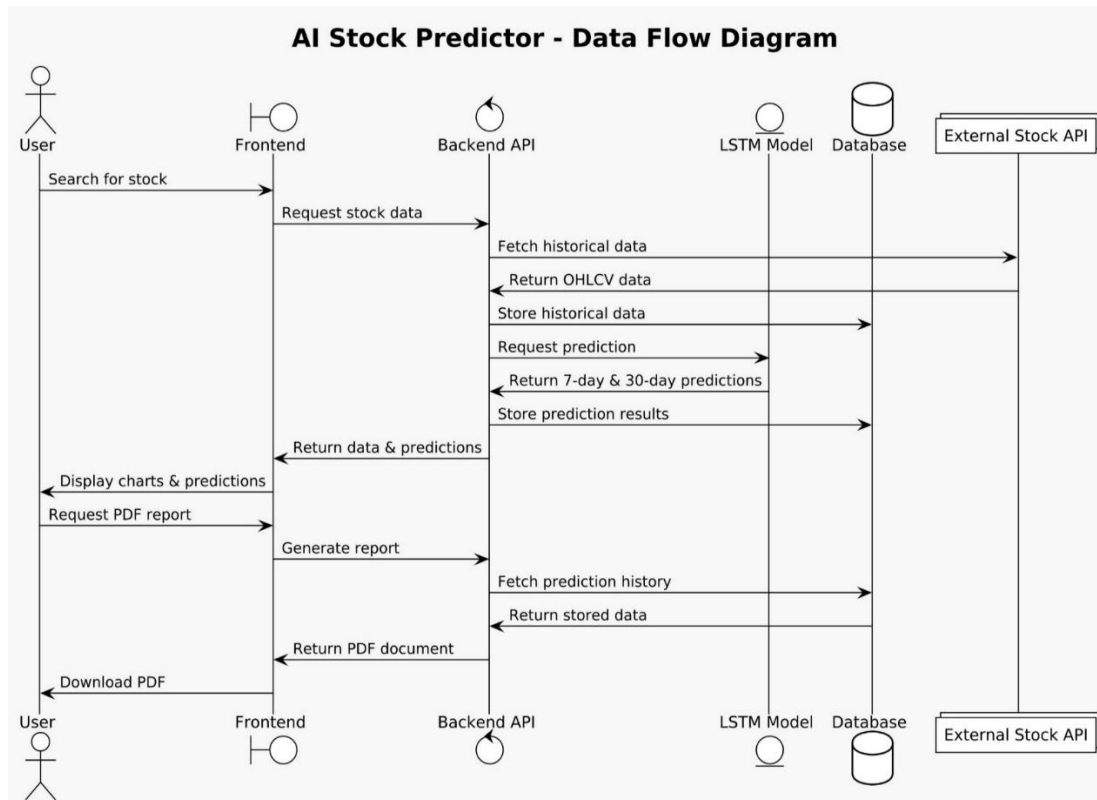 AI Stock Predictor - Data Flow Diagram
User
Frontend
Backend API
LSTM Model
Database
External Stock API
Search for stock
Request stock data
Fetch historical data
Return OHLCV data
Store historical data
Request prediction
Return 7-day & 30-day predictions
Store prediction results
Return data & predictions
Display charts & predictions
Request PDF report
Generate report
Fetch prediction history
Return stored data
Return PDF document
Download PDF
User
Frontend
Backend API
LSTM Model
Database
External Stock API